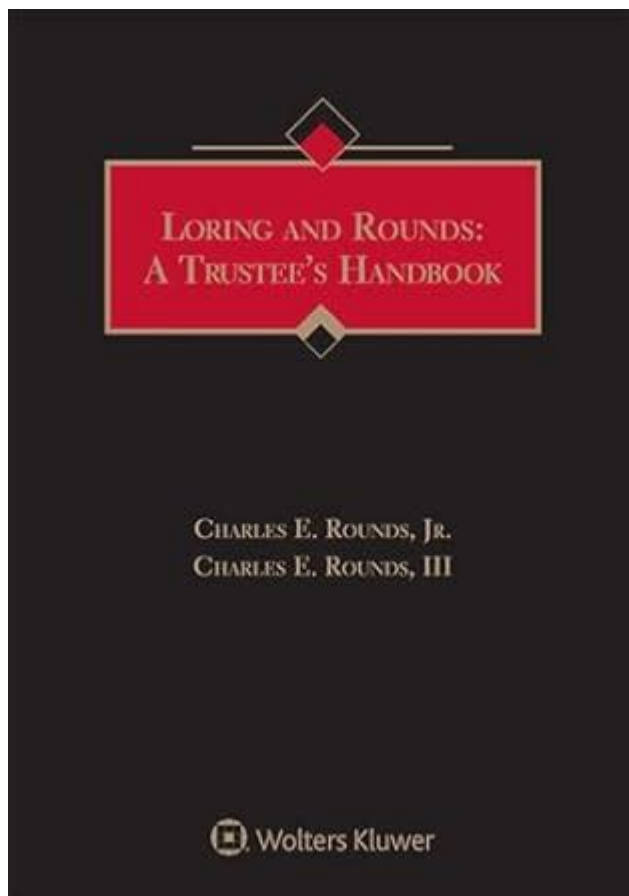 LORING AND ROUNDS:
A TRUSTEE'S HANDBOOK
CHARLES E. ROUNDS, JR.
CHARLES E. ROUNDS, III
Wolters Kluwer